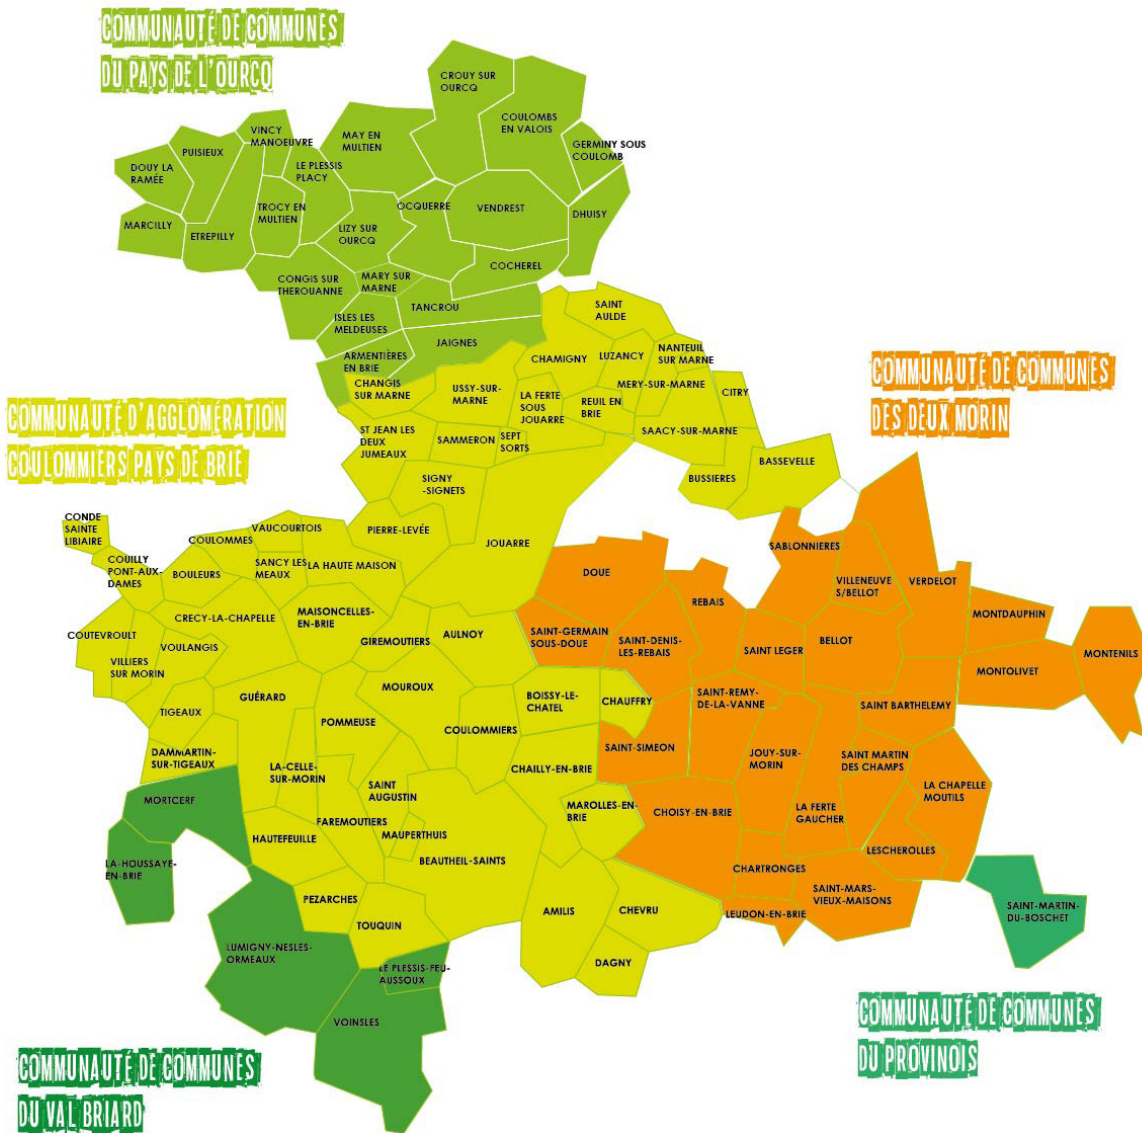 COMMUNAUTÉ DE COMMUNES
DU PAYS DE L'OURCQ
CROUY SUR
OURCQ
COULOMBS
EN VALOIS
GERMINY SOUS
COULOMB
VINCY
MANOEUVRE
MAY EN
MULTIEN
PUISIEUX
DOUY LA
RAMÉE
LE PLESSIS
PLACY
MARCILLY
ETREPILLY
TROCY EN
MULTIEN
LIZY SUR
OURCQ
OCQUERRE
VENDREST
DHUISY
COCHEREL
CONGIS SUR
THEROUANNE
MARY SUR
MARNE
TANCROU
ISLES LES
MELDEUSES
JAIGNES
ARMENTIÈRES
EN BRIE
COMMUNAUTÉ D'AGGLOMÉRATION
COULOMMIERS PAYS DE BRIE
SAINT
AULDE
CHAMIGNY
LUZANCY
NANTEUIL
SUR MARNE
CHANGIS
SUR MARNE
USSY-SUR-
MARNE
LA FERTE
SOUS
JOUARRE
REUIL EN
BRIE
MERY-SUR-MARNE
CITRY
SAACY-SUR-MARNE
ST JEAN LES
DEUX
JUMEAUX
SAMMERON
SEPT
SORTS
BUSSIERES
BASSEVELLE
SIGNY
-SIGNETS
PIERRE-LEVÉE
JOUARRE
CONDE
SAINTE
LIBIAIRE
COUILLY
PONT-AUX-
DAMES
COULOMMES
VAUCOURTOIS
BOULEURS
SANCY LES
MEAUX
LA HAUTE MAISON
CRECY-LA-CHAPELLE
MAISONCELLES-
EN-BRIE
GIREMOUTIERS
AULNOY
COUTEVROULT
VILLIERS
SUR MORIN
VOULANGIS
TIGEAUX
GUÉRARD
MOUROUX
POMMEUSE
COULOMMIERS
BOISSY-LE-
CHATEL
CHAUFFRY
DAMMARTIN
-SUR-TIGEAUX
LA-CELLE-
SUR-MORIN
SAINT
AUGUSTIN
CHAILLY-EN-BRIE
MAROLLES-EN-
BRIE
HAUTEFEUILLE
FAREMOUTIERS
MAUPERTHUIS
BEAUTHEIL-SAINTS
PEZARCHES
TOUQUIN
AMILIS
CHEVRU
DAGNY
COMMUNAUTÉ DE COMMUNES
DES DEUX MORIN
SABLONNIERES
VILLENEUVE
S/BELLOT
VERDELOT
MONTDAUPHIN
MONTENILS
DOUE
REBAIS
SAINT-GERMAIN
SOUS-DOUE
SAINT-DENIS-
LES-REBAIS
SAINT LEGER
BELLOT
MONTOLIVET
SAINT-REMY-
DE-LA-VANNE
SAINT BARTHELEMY
SAINT-SIMEON
JOUY-SUR-
MORIN
SAINT MARTIN
DES CHAMPS
LA CHAPELLE
MOUTILS
CHOISY-EN-BRIE
LA FERTE
GAUCHER
LESCHEROLLES
CHARTRONGES
SAINT-MARS-
VIEUX-MAISONS
LEUDON-EN-BRIE
SAINT-MARTIN-
DU-BOSCHET
COMMUNAUTÉ DE COMMUNES
DU PROVINOIS
MORTCERF
LA-HOUSSAYE-
EN-BRIE
LUMIGNY-NESLES-
ORMEAUX
LE PLESSIS-FEU-
AUSSOUX
VOINSLES
COMMUNAUTÉ DE COMMUNES
DU VAL BRIARD